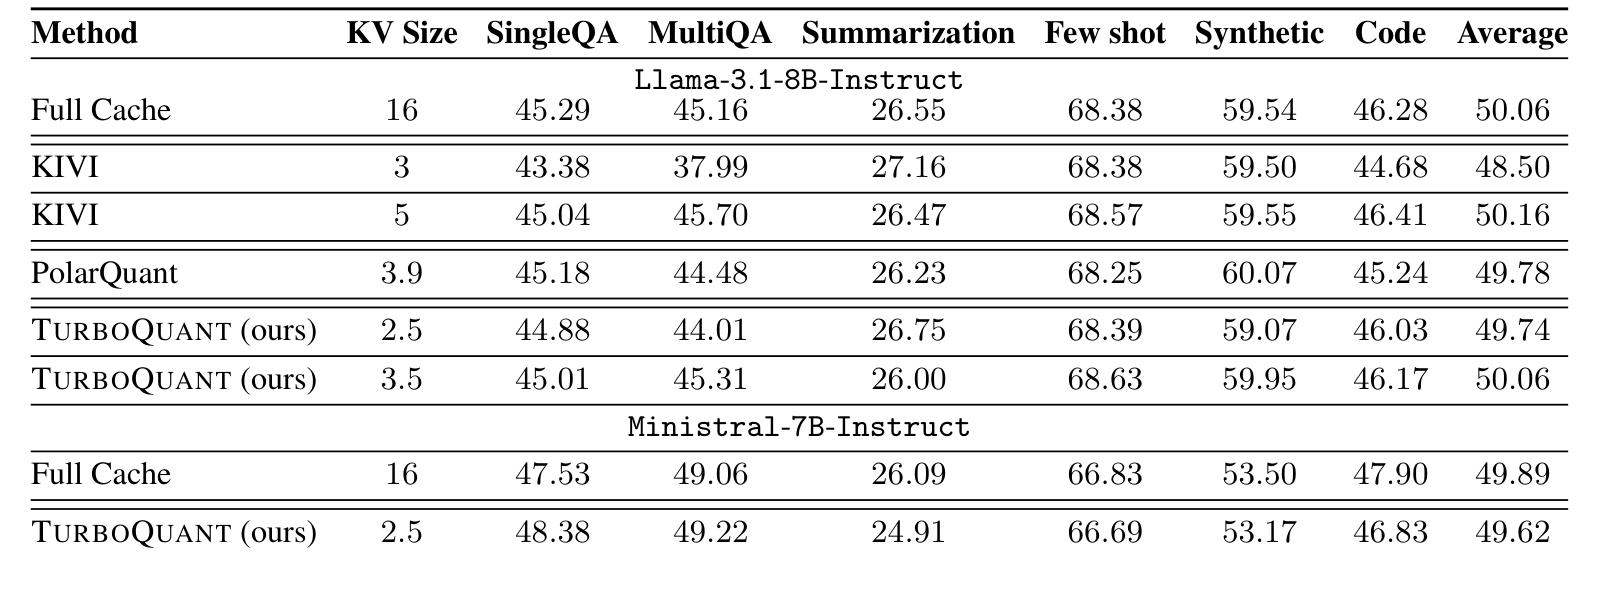 Method KV Size SingleQA MultiQA Summarization Few shot Synthetic Code Average
Llama-3.1-8B-Instruct
Full Cache 16 45.29 45.16 26.55 68.38 59.54 46.28 50.06
KIVI 3 43.38 37.99 27.16 68.38 59.50 44.68 48.50
KIVI 5 45.04 45.70 26.47 68.57 59.55 46.41 50.16
PolarQuant 3.9 45.18 44.48 26.23 68.25 60.07 45.24 49.78
TURBOQUANT (ours) 2.5 44.88 44.01 26.75 68.39 59.07 46.03 49.74
TURBOQUANT (ours) 3.5 45.01 45.31 26.00 68.63 59.95 46.17 50.06
Ministral-7B-Instruct
Full Cache 16 47.53 49.06 26.09 66.83 53.50 47.90 49.89
TURBOQUANT (ours) 2.5 48.38 49.22 24.91 66.69 53.17 46.83 49.62